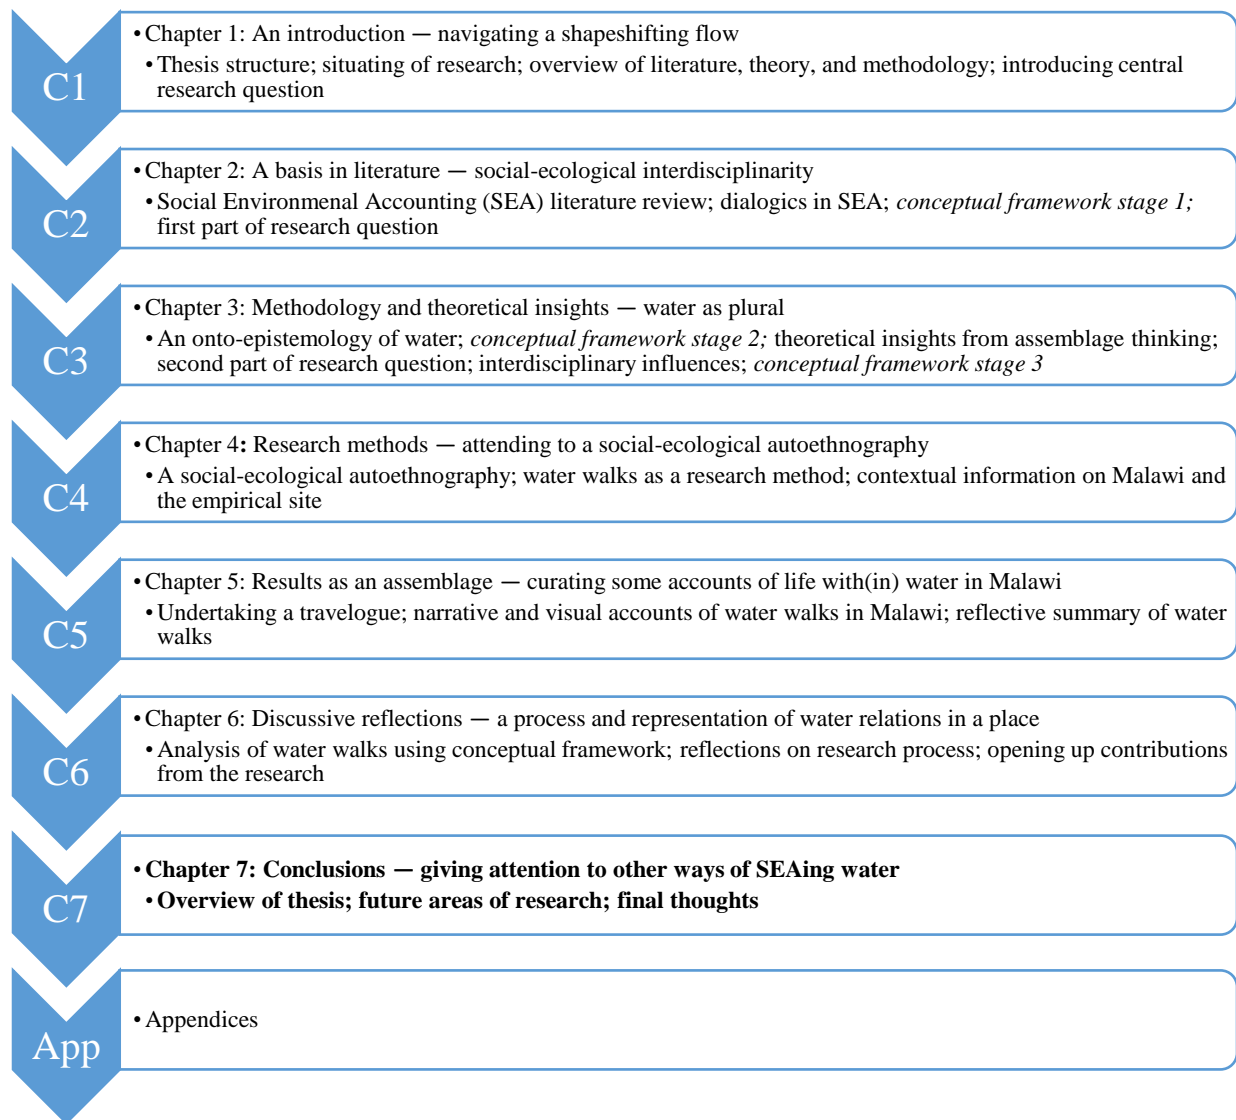 C1
• Chapter 1: An introduction — navigating a shapeshifting flow
• Thesis structure; situating of research; overview of literature, theory, and methodology; introducing central
research question
C2
• Chapter 2: A basis in literature — social-ecological interdisciplinarity
• Social Environmenal Accounting (SEA) literature review; dialogics in SEA; conceptual framework stage 1;
first part of research question
C3
• Chapter 3: Methodology and theoretical insights — water as plural
• An onto-epistemology of water; conceptual framework stage 2; theoretical insights from assemblage thinking;
second part of research question; interdisciplinary influences; conceptual framework stage 3
C4
• Chapter 4: Research methods — attending to a social-ecological autoethnography
• A social-ecological autoethnography; water walks as a research method; contextual information on Malawi and
the empirical site
C5
• Chapter 5: Results as an assemblage — curating some accounts of life with(in) water in Malawi
• Undertaking a travelogue; narrative and visual accounts of water walks in Malawi; reflective summary of water
walks
C6
• Chapter 6: Discussive reflections — a process and representation of water relations in a place
• Analysis of water walks using conceptual framework; reflections on research process; opening up contributions
from the research
C7
• Chapter 7: Conclusions — giving attention to other ways of SEAing water
• Overview of thesis; future areas of research; final thoughts
App
• Appendices